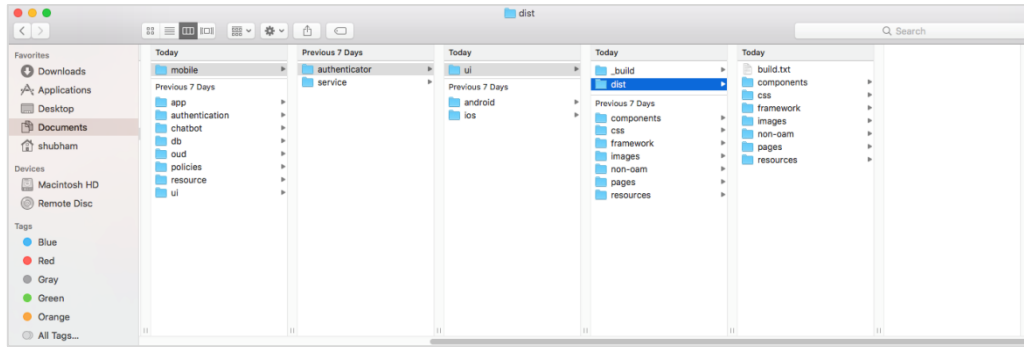 dist
Search
Favorites
Downloads
Applications
Desktop
Documents
shubham
Devices
Macintosh HD
Remote Disc
Tags
Blue
Red
Gray
Green
Orange
All Tags...
Today
mobile
Previous 7 Days
app
authentication
chatbot
db
oud
policies
resource
ui
Previous 7 Days
authenticator
service
Today
ui
Previous 7 Days
android
ios
Today
_build
dist
Previous 7 Days
components
css
framework
images
non-oam
pages
resources
Today
build.txt
components
css
framework
images
non-oam
pages
resources